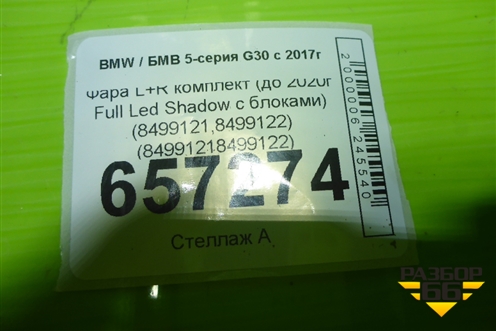 BMW / БМВ 5-серия G30 с 2017г
Фара L+R комплект (до 2020г
Full Led Shadow с блоками)
(8499121,8499122)
(84991218499122)
657274
Стеллаж А
2000006245540
РАЗБОР
66